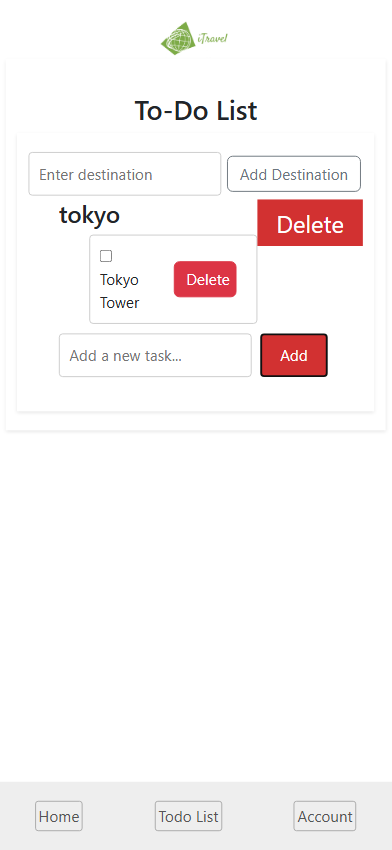 iTravel
To-Do List
Enter destination
Add Destination
tokyo
Delete
Tokyo
Tower
Delete
Add a new task...
Add
Home
Todo List
Account